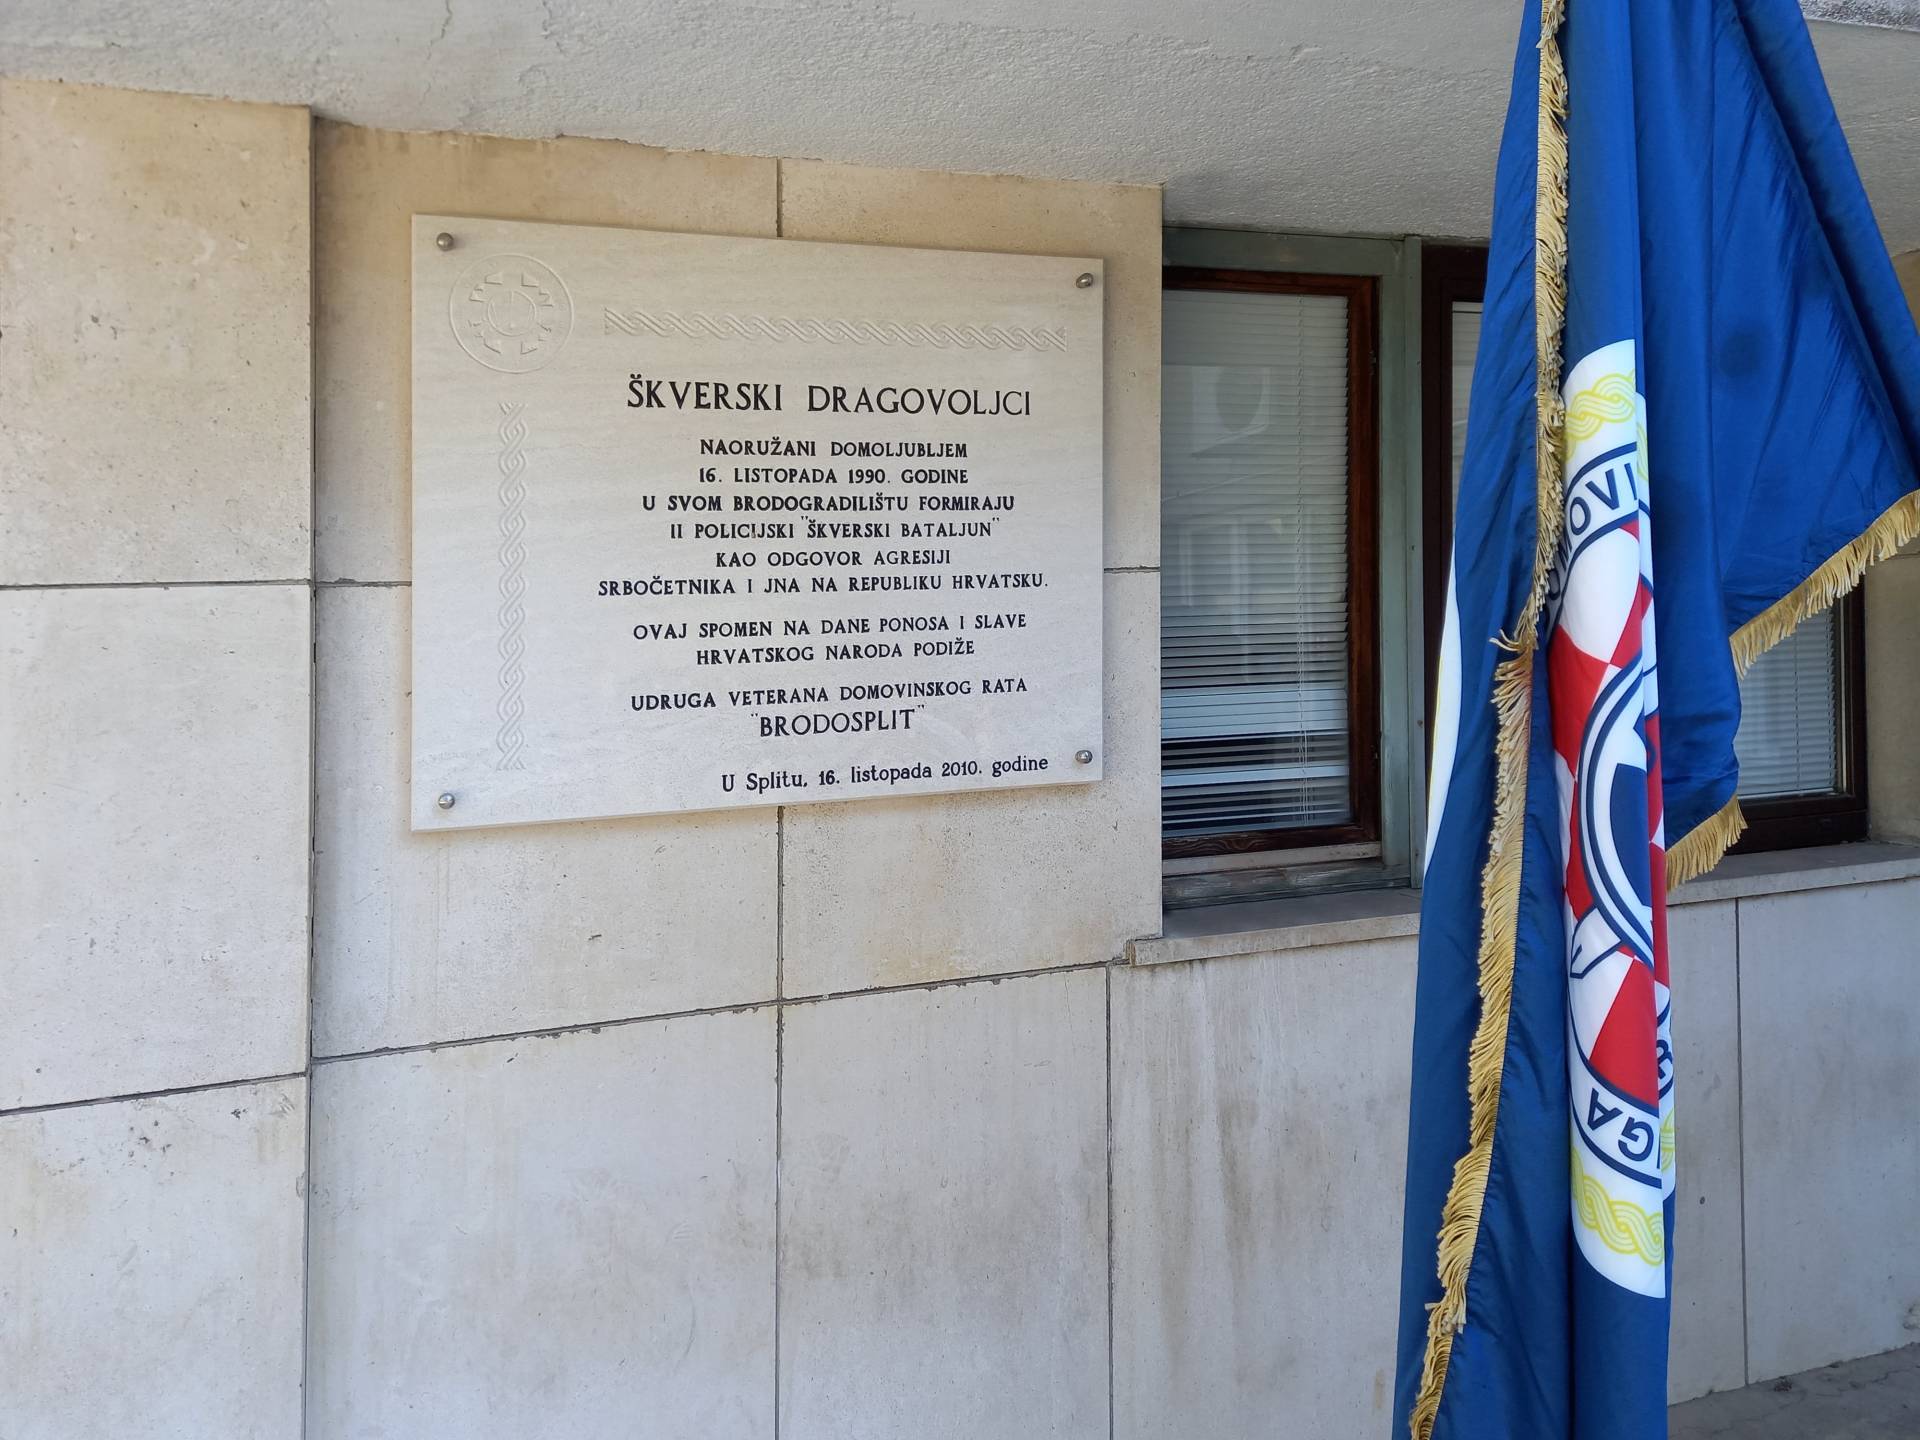 ŠKVERSKI DRAGOVOLJCI
NAORUŽANI DOMOLJUBLJEM
16. LISTOPADA 1990. GODINE
U SVOM BRODOGRADILIŠTU FORMIRAJU
II POLICIJSKI "ŠKVERSKI BATALJUN"
KAO ODGOVOR AGRESIJI
SRBOČETNIKA I JNA NA REPUBLIKU HRVATSKU.
OVAJ SPOMEN NA DANE PONOSA I SLAVE
HRVATSKOG NARODA PODIŽE
UDRUGA VETERANA DOMOVINSKOG RATA
"BRODOSPLIT"
U Splitu, 16. listopada 2010. godine